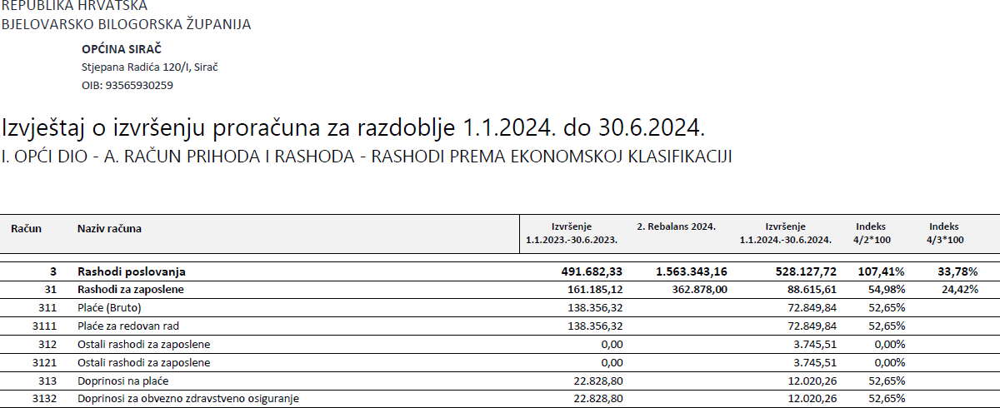 REPUBLIKA HRVATSKA
BJELOVARSKO BILOGORSKA ŽUPANIJA
OPĆINA SIRAČ
Stjepana Radića 120/I, Sirač
OIB: 93565930259
Izvještaj o izvršenju proračuna za razdoblje 1.1.2024. do 30.6.2024.
I. OPĆI DIO - A. RAČUN PRIHODA I RASHODA - RASHODI PREMA EKONOMSKOJ KLASIFIKACIJI
Račun Naziv računa Izvršenje 1.1.2023.-30.6.2023. 2. Rebalans 2024. Izvršenje 1.1.2024.-30.6.2024. Indeks 4/2*100 Indeks 4/3*100
3 Rashodi poslovanja 491.682,33 1.563.343,16 528.127,72 107,41% 33,78%
31 Rashodi za zaposlene 161.185,12 362.878,00 88.615,61 54,98% 24,42%
311 Plaće (Bruto) 138.356,32 72.849,84 52,65%
3111 Plaće za redovan rad 138.356,32 72.849,84 52,65%
312 Ostali rashodi za zaposlene 0,00 3.745,51 0,00%
3121 Ostali rashodi za zaposlene 0,00 3.745,51 0,00%
313 Doprinosi na plaće 22.828,80 12.020,26 52,65%
3132 Doprinosi za obvezno zdravstveno osiguranje 22.828,80 12.020,26 52,65%